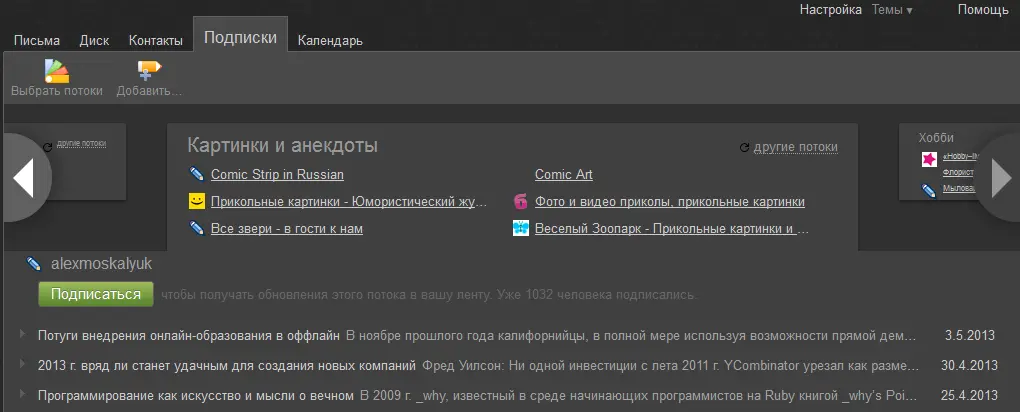 Настройка Темы ▾ Помощь
Письма Диск Контакты Подписки Календарь
Выбрать потоки Добавить...
другие потоки
Картинки и анекдоты
другие потоки
Comic Strip in Russian
Comic Art
Прикольные картинки - Юмористический жу...
Фото и видео приколы, прикольные картинки
Все звери - в гости к нам
Веселый Зоопарк - Прикольные картинки и ...
Хобби
«Hobby-
Флорист
Мыловa
alexmoskalyuk
Подписаться чтобы получать обновления этого потока в вашу ленту. Уже 1032 человека подписались.
Потуги внедрения онлайн-образования в оффлайн В ноябре прошлого года калифорнийцы, в полной мере используя возможности прямой дем... 3.5.2013
2013 г. вряд ли станет удачным для создания новых компаний Фред Уилсон: Ни одной инвестиции с лета 2011 г. YCombinator урезал как разме... 30.4.2013
Программирование как искусство и мысли о вечном В 2009 г. _why, известный в среде начинающих программистов на Ruby книгой _why's Poi... 25.4.2013